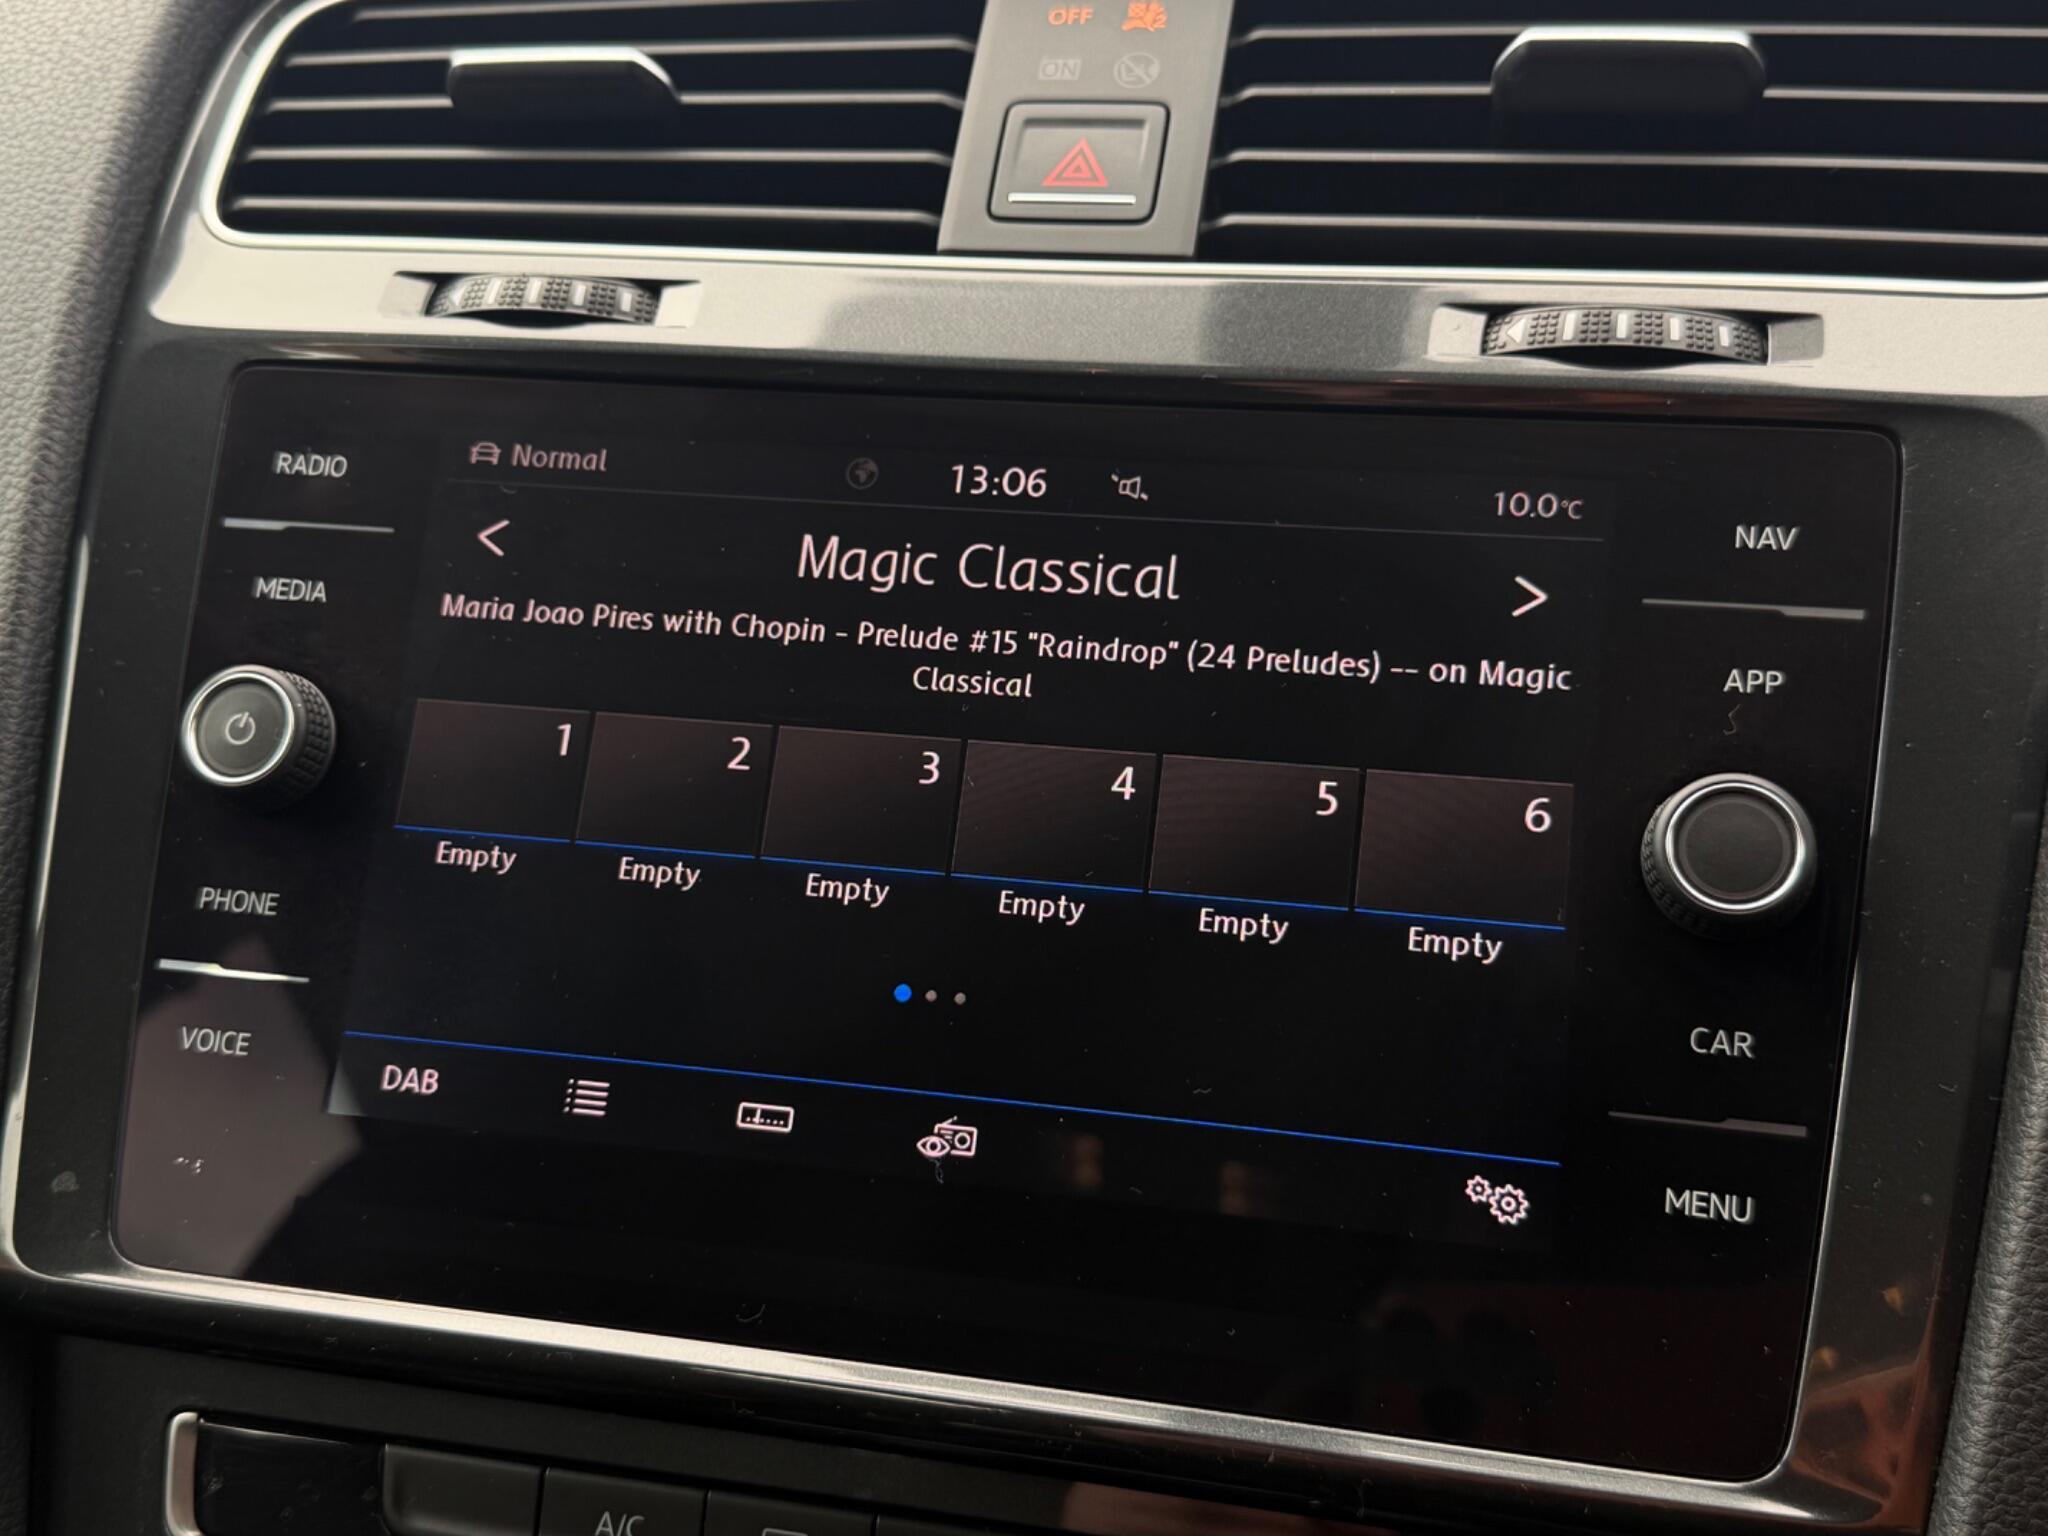 OFF
ON
RADIO
Normal
13:06
10.0°C
NAV
MEDIA
< Magic Classical >
Maria Joao Pires with Chopin - Prelude #15 "Raindrop" (24 Preludes) -- on Magic
Classical
APP
1 2 3 4 5 6
Empty Empty Empty Empty Empty Empty
PHONE
VOICE
CAR
DAB
MENU
A/C